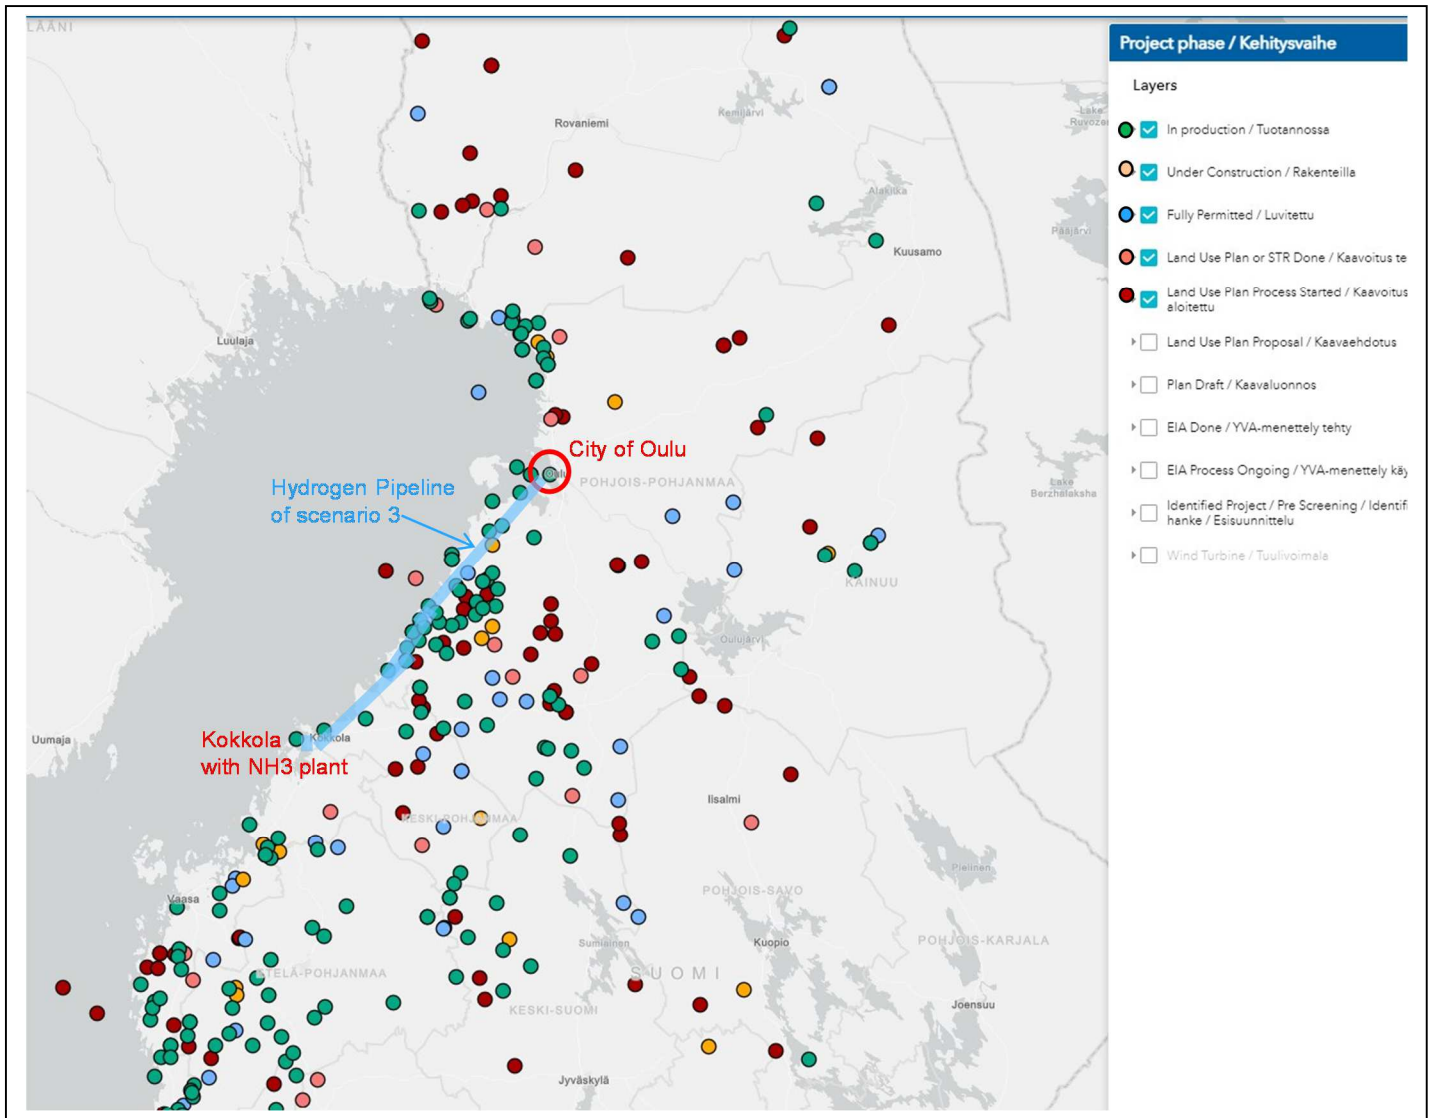 LÄÄNI
Rovaniemi
Kemijärvi
Lake
Ruvozero
Alakitka
Pääjärvi
Kuusamo
Luulaja
City of Oulu
Oulu
POHJOIS-POHJANMAA
Lake
Berzhalaksha
Hydrogen Pipeline
of scenario 3
KAINUU
Oulujärvi
Uumaja
Kokkola
Kokkola
with NH3 plant
Iisalmi
KESKI-POHJANMAA
Pielinen
POHJOIS-SAVO
Vaasa
Sumiainen
Kuopio
POHJOIS-KARJALA
ETELÄ-POHJANMAA
SUOMI
Joensuu
KESKI-SUOMI
Jyväskylä
Project phase / Kehitysvaihe
Layers
In production / Tuotannossa
Under Construction / Rakenteilla
Fully Permitted / Luvitettu
Land Use Plan or STR Done / Kaavoitus te
Land Use Plan Process Started / Kaavoitus
aloitettu
Land Use Plan Proposal / Kaavaehdotus
Plan Draft / Kaavaluonnos
EIA Done / YVA-menettely tehty
EIA Process Ongoing / YVA-menettely käy
Identified Project / Pre Screening / Identifi
hanke / Esisuunnittelu
Wind Turbine / Tuulivoimala